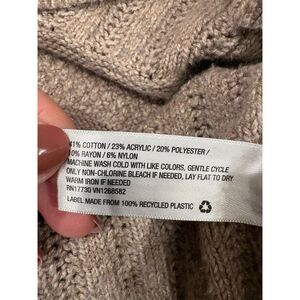 41% COTTON / 23% ACRYLIC / 20% POLYESTER /
10% RAYON / 6% NYLON
MACHINE WASH COLD WITH LIKE COLORS, GENTLE CYCLE
ONLY NON-CHLORINE BLEACH IF NEEDED, LAY FLAT TO DRY
WARM IRON IF NEEDED
RN17730 VN1268582
LABEL MADE FROM 100% RECYCLED PLASTIC